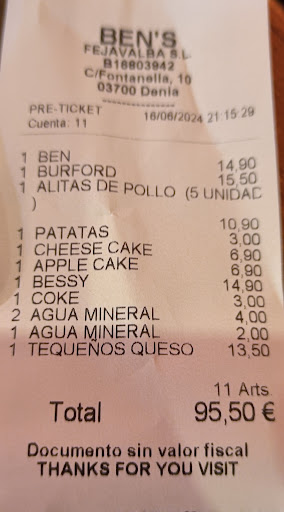 BEN'S
FEJAVALBA S.L.
B16803942
C/Fontanella, 10
03700 Denia
---------------
PRE-TICKET 16/06/2024 21:15:29
Cuenta: 11
1 BEN 14,90
1 BURFORD 15,50
1 ALITAS DE POLLO (5 UNIDAD
) 10,90
1 PATATAS 3,00
1 CHEESE CAKE 6,90
1 APPLE CAKE 6,90
1 BESSY 14,90
1 COKE 3,00
2 AGUA MINERAL 4,00
1 AGUA MINERAL 2,00
1 TEQUEÑOS QUESO 13,50
11 Arts.
Total 95,50 €
Documento sin valor fiscal
THANKS FOR YOU VISIT